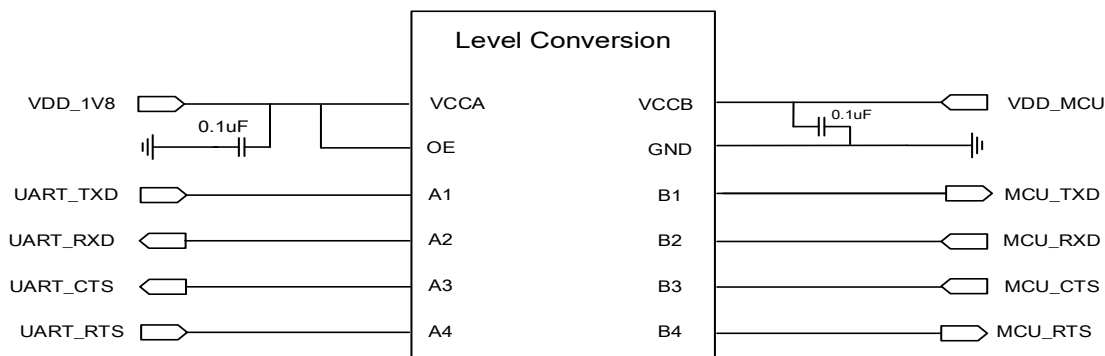 Level Conversion
VDD_1V8 VCCA VCCB VDD_MCU
0.1uF 0.1uF
OE GND
UART_TXD A1 B1 MCU_TXD
UART_RXD A2 B2 MCU_RXD
UART_CTS A3 B3 MCU_CTS
UART_RTS A4 B4 MCU_RTS